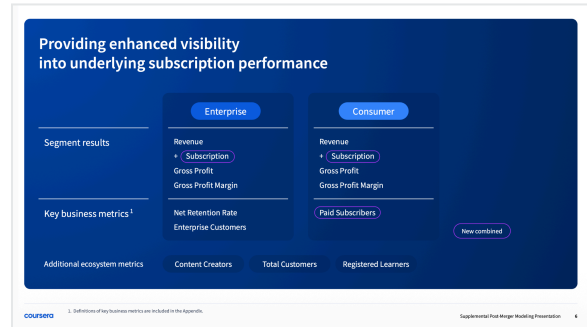 Providing enhanced visibility
into underlying subscription performance
Enterprise
Consumer
Segment results
Revenue
+ Subscription
Gross Profit
Gross Profit Margin
Revenue
+ Subscription
Gross Profit
Gross Profit Margin
Key business metrics 1
Net Retention Rate
Enterprise Customers
Paid Subscribers
New combined
Additional ecosystem metrics
Content Creators
Total Customers
Registered Learners
coursera
1. Definitions of key business metrics are included in the Appendix.
Supplemental Post-Merger Modeling Presentation 6